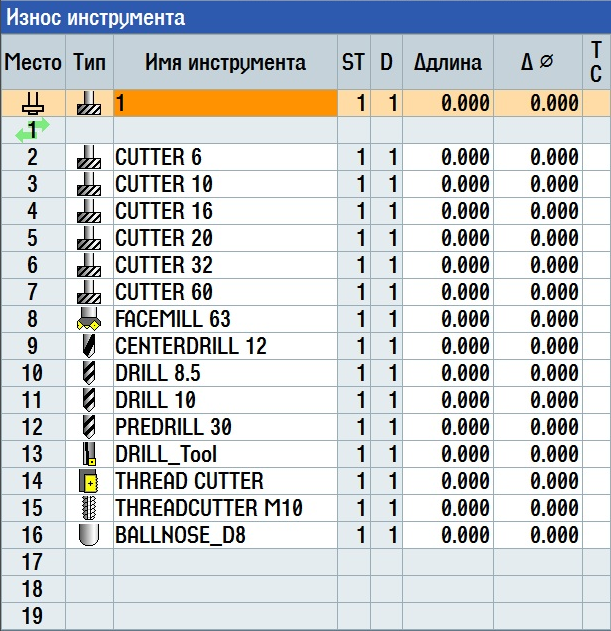 Износ инструмента
Место Тип Имя инструмента ST D Δдлина Δ ⌀ T C
1 1 1 0.000 0.000
1
2 CUTTER 6 1 1 0.000 0.000
3 CUTTER 10 1 1 0.000 0.000
4 CUTTER 16 1 1 0.000 0.000
5 CUTTER 20 1 1 0.000 0.000
6 CUTTER 32 1 1 0.000 0.000
7 CUTTER 60 1 1 0.000 0.000
8 FACEMILL 63 1 1 0.000 0.000
9 CENTERDRILL 12 1 1 0.000 0.000
10 DRILL 8.5 1 1 0.000 0.000
11 DRILL 10 1 1 0.000 0.000
12 PREDRILL 30 1 1 0.000 0.000
13 DRILL_Tool 1 1 0.000 0.000
14 THREAD CUTTER 1 1 0.000 0.000
15 THREADCUTTER M10 1 1 0.000 0.000
16 BALLNOSE_D8 1 1 0.000 0.000
17
18
19